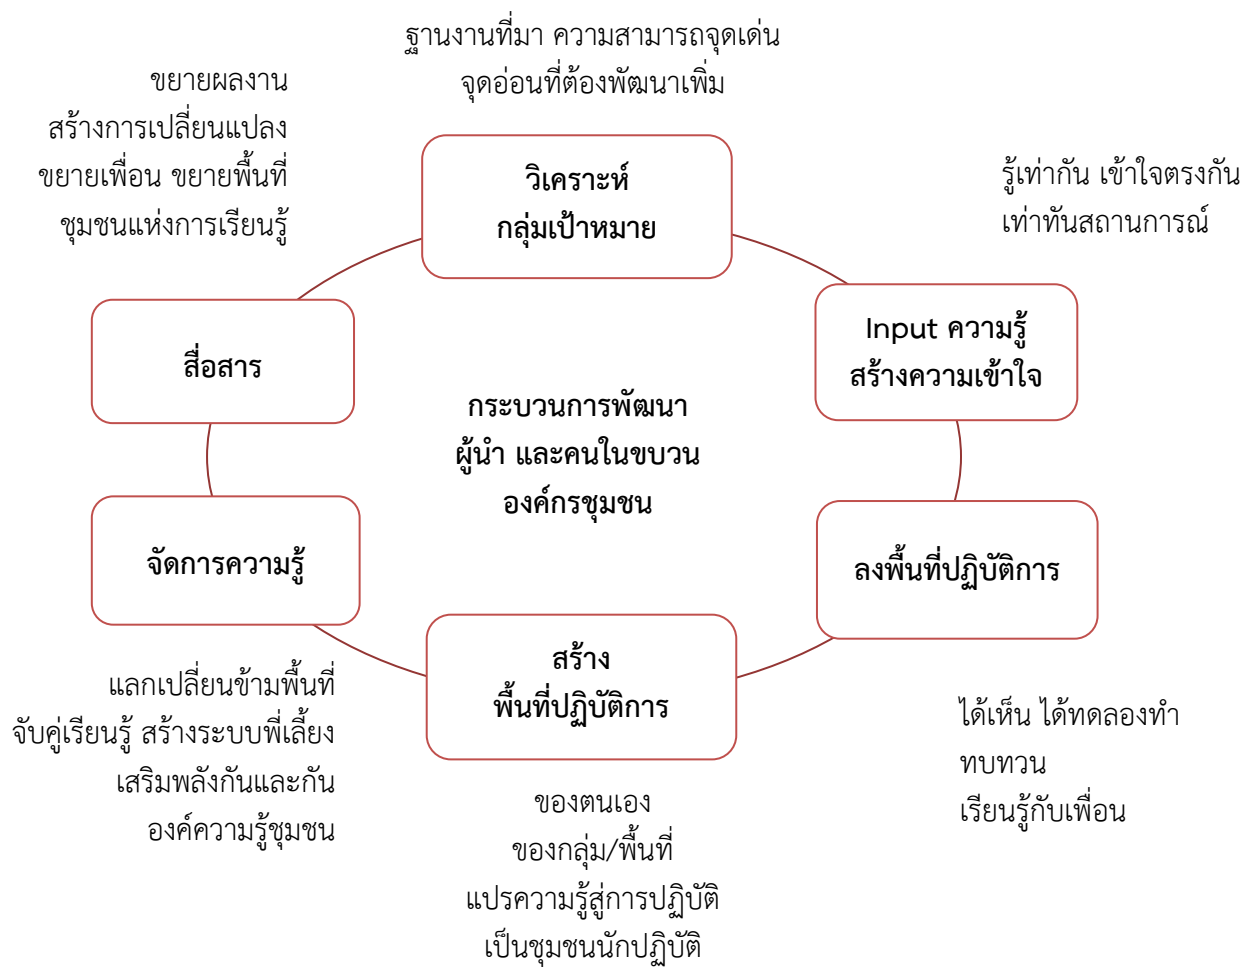 ฐานงานที่มา ความสามารถจุดเด่น
จุดอ่อนที่ต้องพัฒนาเพิ่ม
วิเคราะห์
กลุ่มเป้าหมาย
รู้เท่ากัน เข้าใจตรงกัน
เท่าทันสถานการณ์
Input ความรู้
สร้างความเข้าใจ
ลงพื้นที่ปฏิบัติการ
ได้เห็น ได้ทดลองทำ
ทบทวน
เรียนรู้กับเพื่อน
สร้าง
พื้นที่ปฏิบัติการ
ของตนเอง
ของกลุ่ม/พื้นที่
แปรความรู้สู่การปฏิบัติ
เป็นชุมชนนักปฏิบัติ
จัดการความรู้
แลกเปลี่ยนข้ามพื้นที่
จับคู่เรียนรู้ สร้างระบบพี่เลี้ยง
เสริมพลังกันและกัน
องค์ความรู้ชุมชน
สื่อสาร
ขยายผลงาน
สร้างการเปลี่ยนแปลง
ขยายเพื่อน ขยายพื้นที่
ชุมชนแห่งการเรียนรู้
กระบวนการพัฒนา
ผู้นำ และคนในขบวน
องค์กรชุมชน